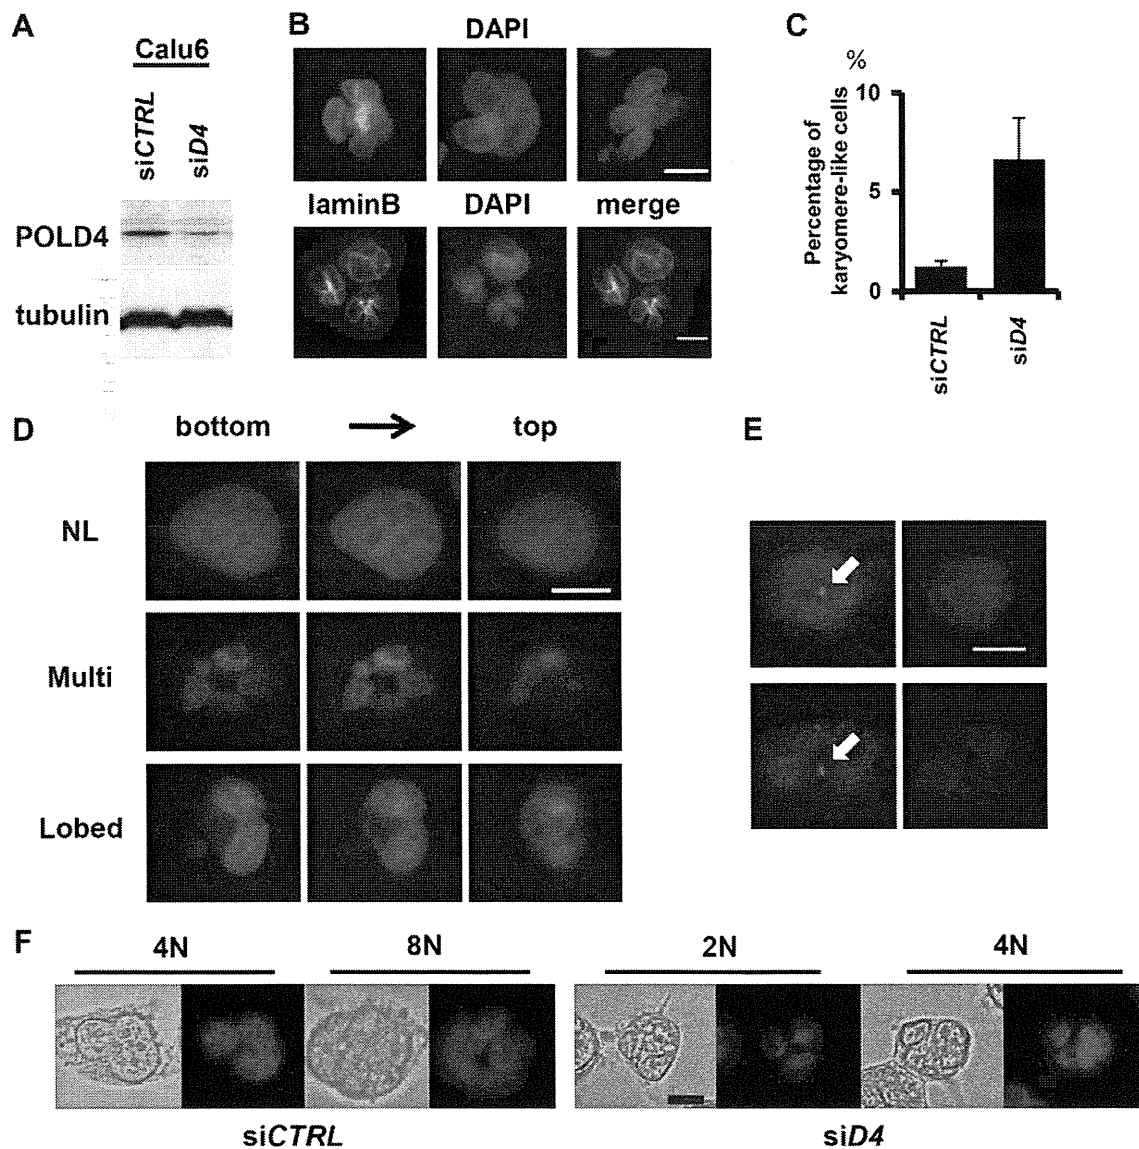 A
Calu6
siCTRL
siD4
POLD4
tubulin
B
DAPI
laminB
DAPI
merge
C
%
Percentage of
karyomere-like cells
10
5
0
siCTRL
siD4
D
bottom
top
NL
Multi
Lobed
E
F
4N
8N
2N
4N
siCTRL
siD4